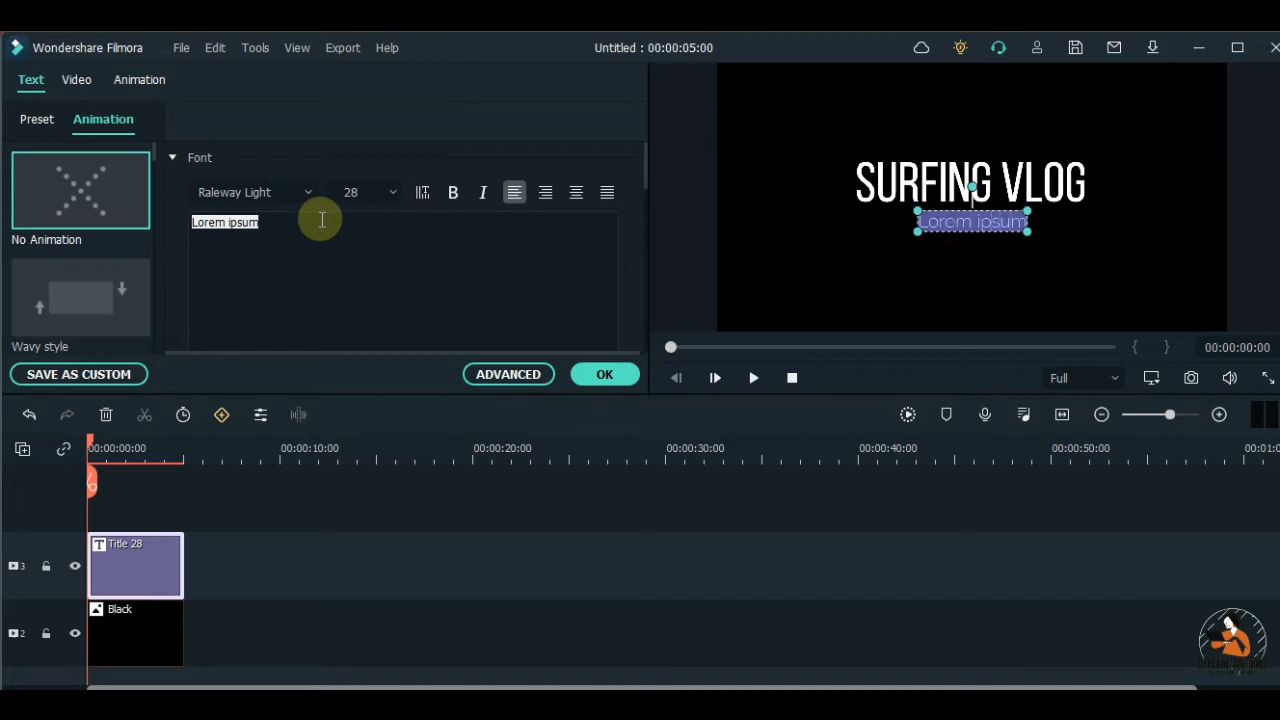 Wondershare Filmora File Edit Tools View Export Help Untitled : 00:00:05:00
Text Video Animation
Preset Animation
Font
Raleway Light 28 B I
Lorem ipsum
No Animation
Wavy style
SAVE AS CUSTOM ADVANCED OK
SURFING VLOG
Lorem ipsum
{ } 00:00:00:00
Full
00:00:00:00 00:00:10:00 00:00:20:00 00:00:30:00 00:00:40:00 00:00:50:00 00:01:0
T Title 28
3
Black
2